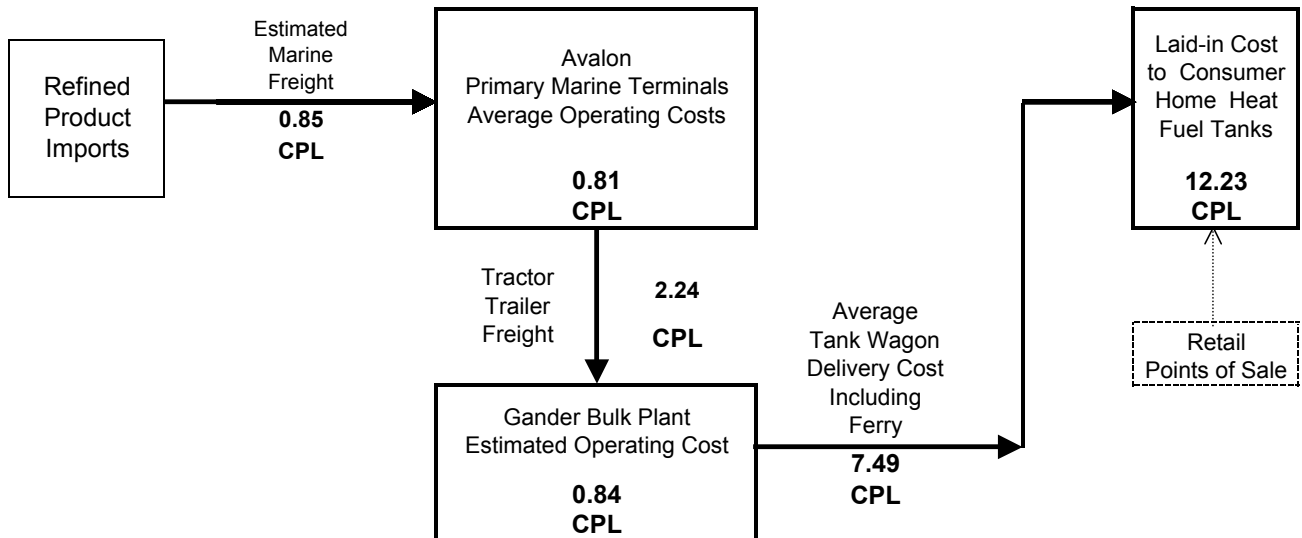 Refined
Product
Imports
Estimated
Marine
Freight
0.85
CPL
Avalon
Primary Marine Terminals
Average Operating Costs
0.81
CPL
Tractor
Trailer
Freight
2.24
CPL
Gander Bulk Plant
Estimated Operating Cost
0.84
CPL
Average
Tank Wagon
Delivery Cost
Including
Ferry
7.49
CPL
Laid-in Cost
to Consumer
Home Heat
Fuel Tanks
12.23
CPL
Retail
Points of Sale